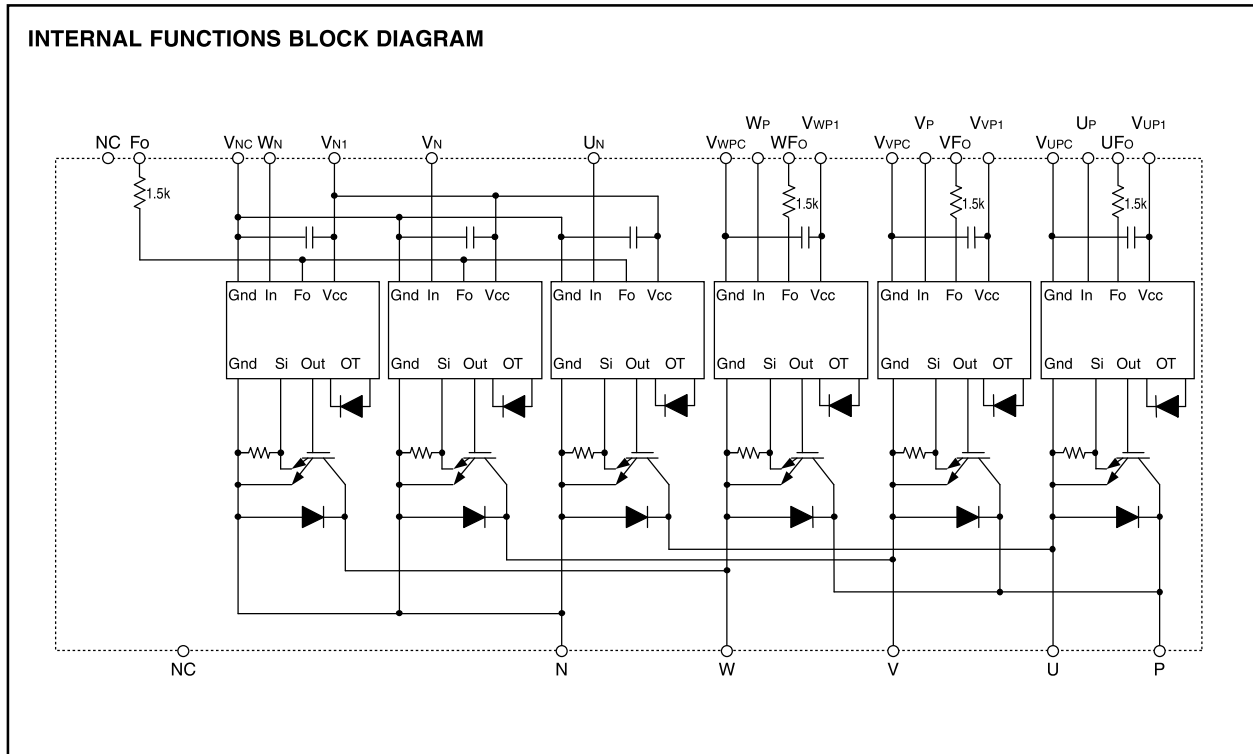 INTERNAL FUNCTIONS BLOCK DIAGRAM
WP VWP1 VP VVP1 UP VUP1
NC FO VNC WN VN1 VN UN VWPC WFO VVPC VFO UVPC UFO
1.5k 1.5k 1.5k 1.5k
Gnd In Fo Vcc Gnd In Fo Vcc Gnd In Fo Vcc Gnd In Fo Vcc Gnd In Fo Vcc Gnd In Fo Vcc
Gnd Si Out OT Gnd Si Out OT Gnd Si Out OT Gnd Si Out OT Gnd Si Out OT Gnd Si Out OT
NC N W V U P